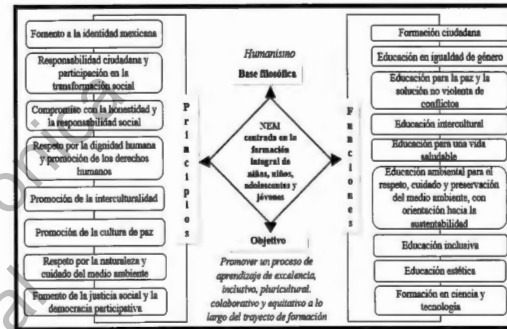 Fomento a la identidad mexicana
Responsabilidad ciudadana y
participación en la
transformación social
Compromiso con la honestidad y
la responsabilidad social
Respeto por la dignidad humana
y promoción de los derechos
humanos
Promoción de la interculturalidad
Promoción de la cultura de paz
Respeto por la naturaleza y
cuidado del medio ambiente
Fomento de la justicia social y la
democracia participativa
Principios
Humanismo
Base filosófica
NEM
centrada en la
formación
integral de
niñas, niños,
adolescentes y
jóvenes
Objetivo
Promover un proceso de
aprendizaje de excelencia,
inclusivo, pluricultural,
colaborativo y equitativo a lo
largo del trayecto de formación
Funciones
Formación ciudadana
Educación en igualdad de género
Educación para la paz y la
solución no violenta de
conflictos
Educación intercultural
Educación para una vida
saludable
Educación ambiental para el
respeto, cuidado y preservación
del medio ambiente, con
orientación hacia la
sustentabilidad
Educación inclusiva
Educación estética
Formación en ciencia y
tecnología